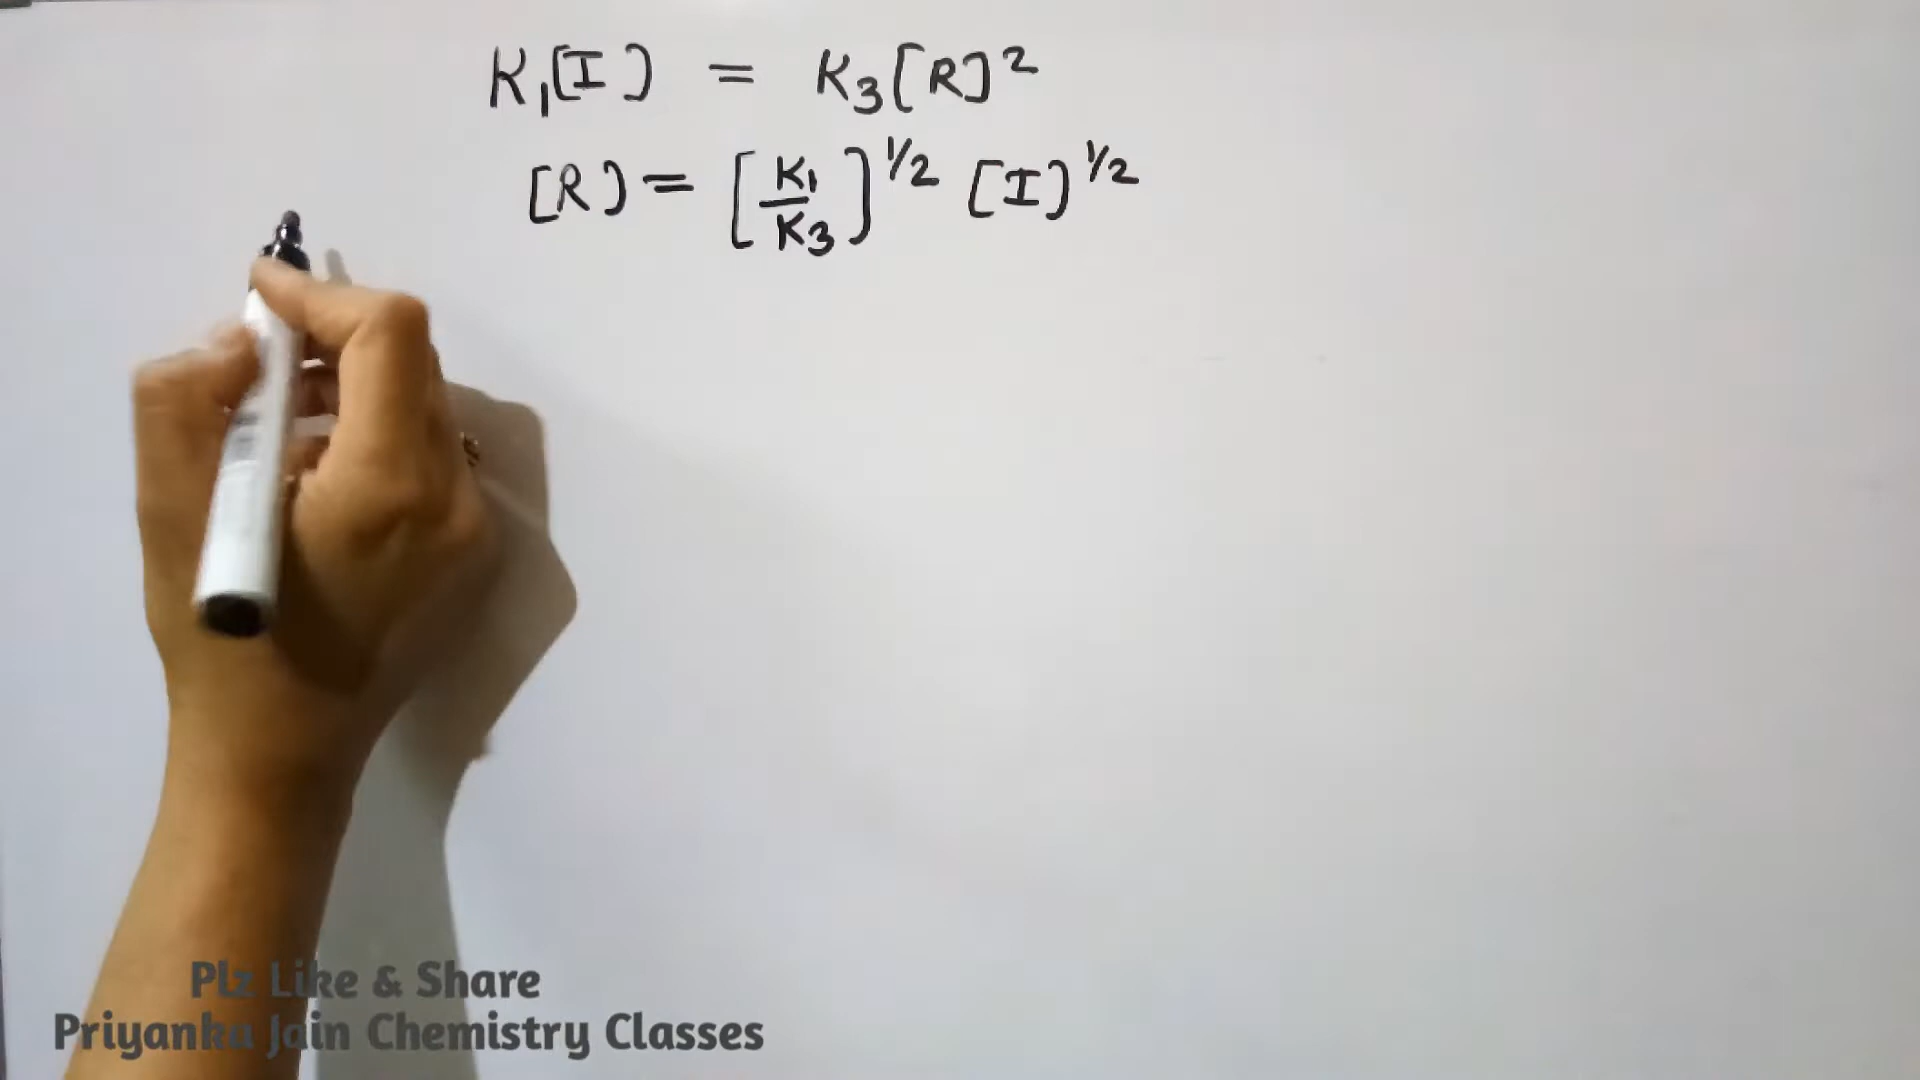 K₁[I] = K₃[R]²
[R] = [K₁/K₃]^1/2 [I]^1/2
Plz Like & Share
Priyanka Jain Chemistry Classes